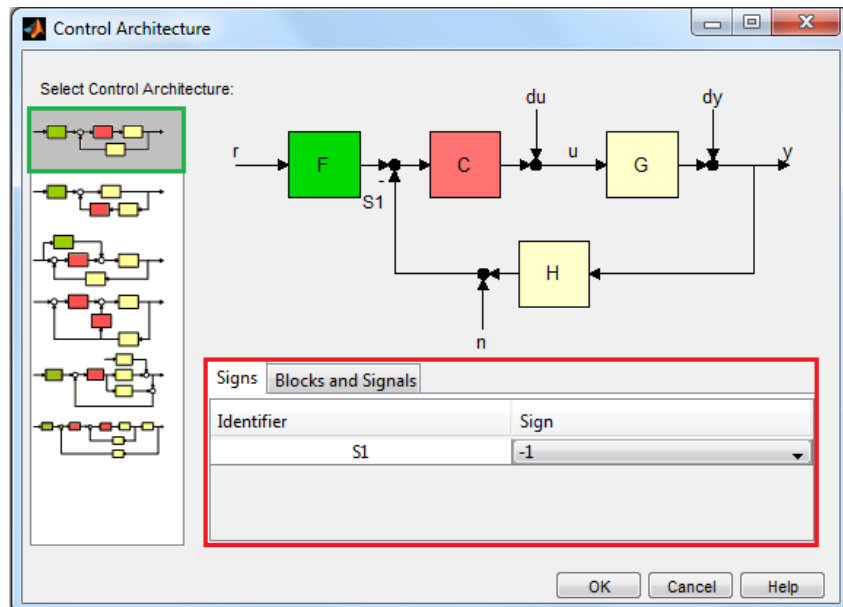 Control Architecture
Select Control Architecture:
du
dy
r
F
C
u
G
y
-
S1
H
n
Signs
Blocks and Signals
Identifier
Sign
S1
-1
OK
Cancel
Help